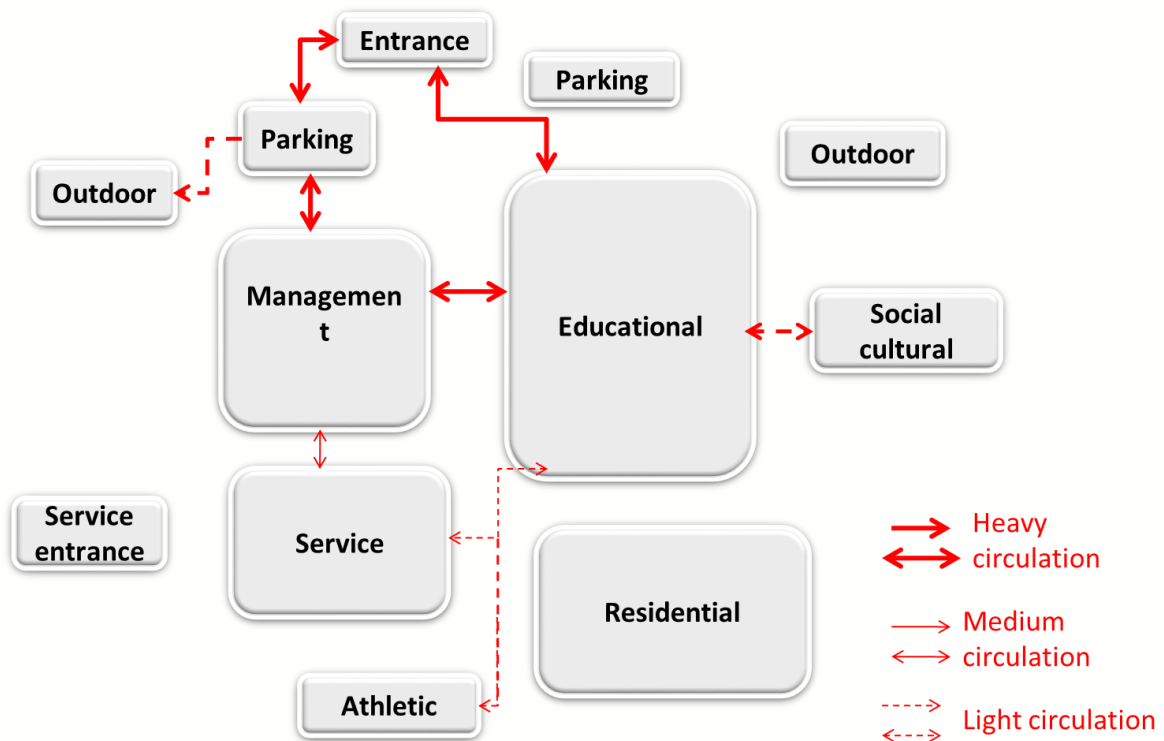 Entrance
Parking
Parking
Outdoor
Outdoor
Managemen
t
Educational
Social
cultural
Service
entrance
Service
Residential
Athletic
Heavy
circulation
Medium
circulation
Light circulation